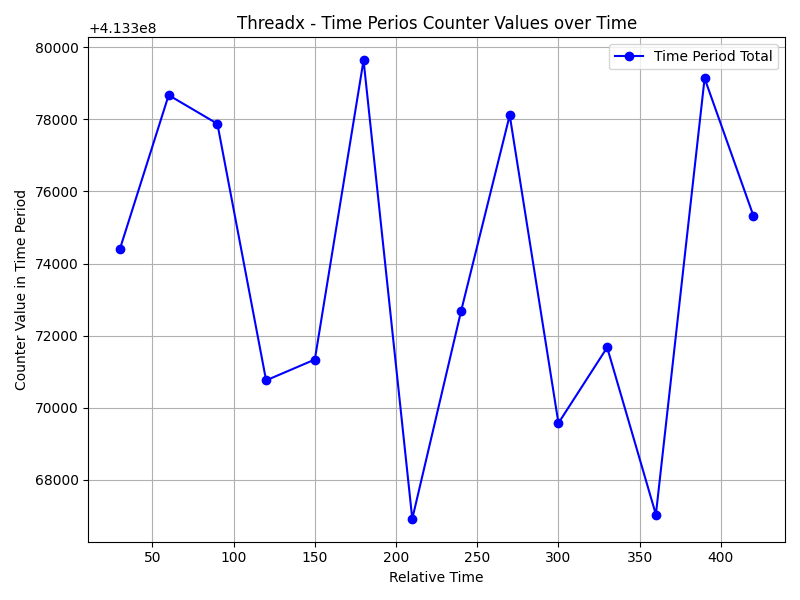 Threadx - Time Perios Counter Values over Time
+4.133e8
Time Period Total
80000
78000
76000
74000
72000
70000
68000
Counter Value in Time Period
50 100 150 200 250 300 350 400
Relative Time